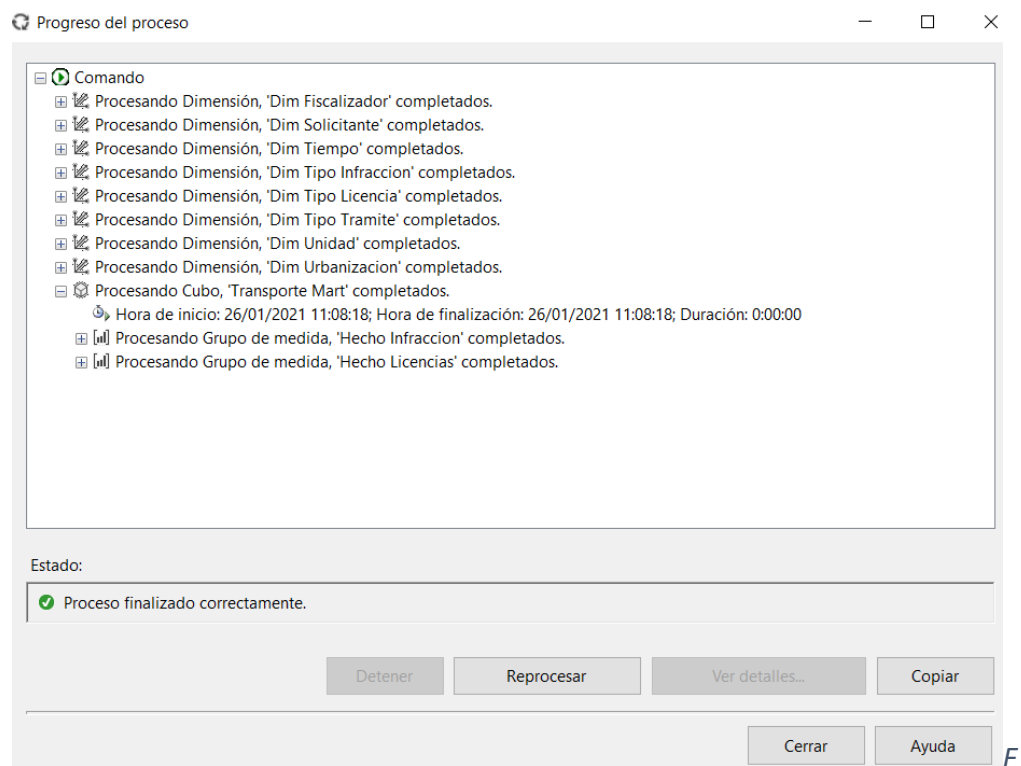 Progreso del proceso
Comando
Procesando Dimensión, 'Dim Fiscalizador' completados.
Procesando Dimensión, 'Dim Solicitante' completados.
Procesando Dimensión, 'Dim Tiempo' completados.
Procesando Dimensión, 'Dim Tipo Infraccion' completados.
Procesando Dimensión, 'Dim Tipo Licencia' completados.
Procesando Dimensión, 'Dim Tipo Tramite' completados.
Procesando Dimensión, 'Dim Unidad' completados.
Procesando Dimensión, 'Dim Urbanizacion' completados.
Procesando Cubo, 'Transporte Mart' completados.
Hora de inicio: 26/01/2021 11:08:18; Hora de finalización: 26/01/2021 11:08:18; Duración: 0:00:00
Procesando Grupo de medida, 'Hecho Infraccion' completados.
Procesando Grupo de medida, 'Hecho Licencias' completados.
Estado:
Proceso finalizado correctamente.
Detener Reprocesar Ver detalles... Copiar
Cerrar Ayuda